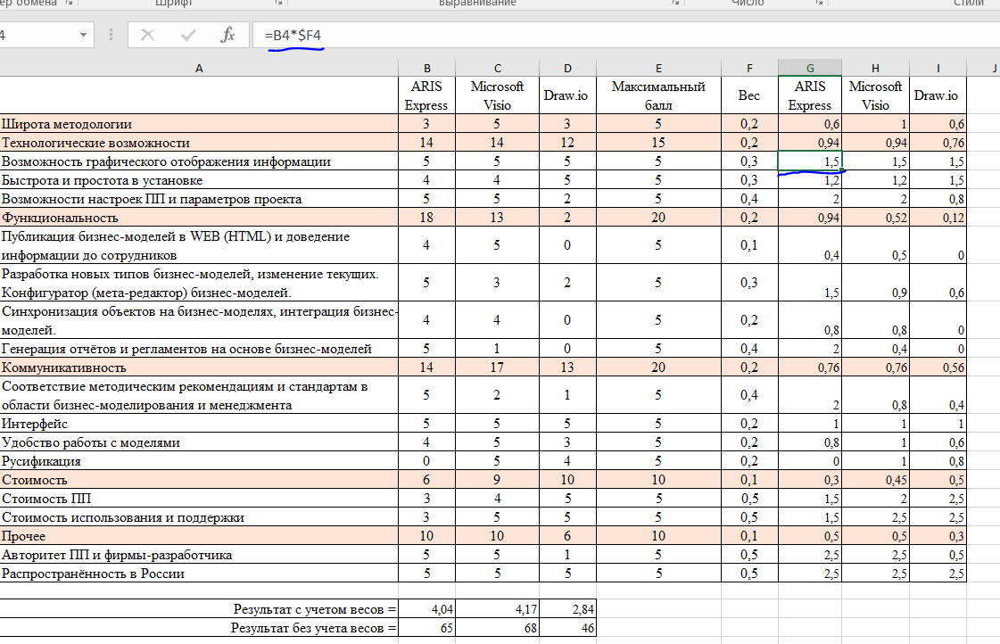 ер обмена Шрифт Выравнивание Число Стили
4 fx =B4*$F4
A B C D E F G H I J
ARIS Express Microsoft Visio Draw.io Максимальный балл Вес ARIS Express Microsoft Visio Draw.io
Широта методологии 3 5 3 5 0,2 0,6 1 0,6
Технологические возможности 14 14 12 15 0,2 0,94 0,94 0,76
Возможность графического отображения информации 5 5 5 5 0,3 1,5 1,5 1,5
Быстрота и простота в установке 4 4 5 5 0,3 1,2 1,2 1,5
Возможности настроек ПП и параметров проекта 5 5 2 5 0,4 2 2 0,8
Функциональность 18 13 2 20 0,2 0,94 0,52 0,12
Публикация бизнес-моделей в WEB (HTML) и доведение
информации до сотрудников 4 5 0 5 0,1 0,4 0,5 0
Разработка новых типов бизнес-моделей, изменение текущих.
Конфигуратор (мета-редактор) бизнес-моделей. 5 3 2 5 0,3 1,5 0,9 0,6
Синхронизация объектов на бизнес-моделях, интеграция бизнес-
моделей. 4 4 0 5 0,2 0,8 0,8 0
Генерация отчётов и регламентов на основе бизнес-моделей 5 1 0 5 0,4 2 0,4 0
Коммуникативность 14 17 13 20 0,2 0,76 0,76 0,56
Соответствие методическим рекомендациям и стандартам в
области бизнес-моделирования и менеджмента 5 2 1 5 0,4 2 0,8 0,4
Интерфейс 5 5 5 5 0,2 1 1 1
Удобство работы с моделями 4 5 3 5 0,2 0,8 1 0,6
Русификация 0 5 4 5 0,2 0 1 0,8
Стоимость 6 9 10 10 0,1 0,3 0,45 0,5
Стоимость ПП 3 4 5 5 0,5 1,5 2 2,5
Стоимость использования и поддержки 3 5 5 5 0,5 1,5 2,5 2,5
Прочее 10 10 6 10 0,1 0,5 0,5 0,3
Авторитет ПП и фирмы-разработчика 5 5 1 5 0,5 2,5 2,5 0,5
Распространённость в России 5 5 5 5 0,5 2,5 2,5 2,5
Результат с учетом весов = 4,04 4,17 2,84
Результат без учета весов = 65 68 46